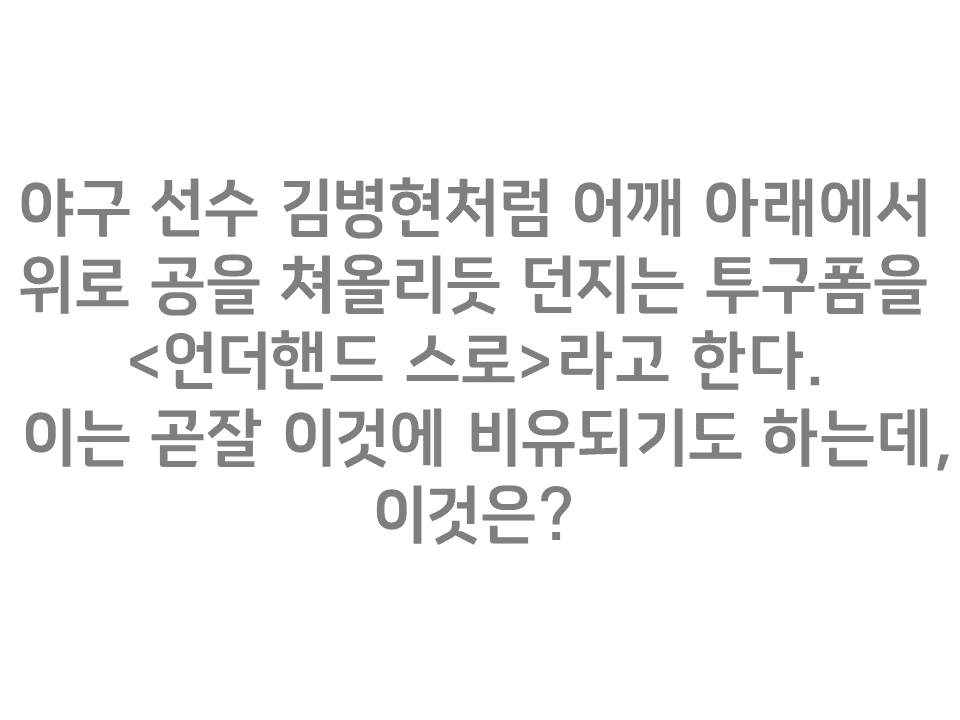 야구 선수 김병현처럼 어깨 아래에서
위로 공을 쳐올리듯 던지는 투구폼을
<언더핸드 스로>라고 한다.
이는 곧잘 이것에 비유되기도 하는데,
이것은?